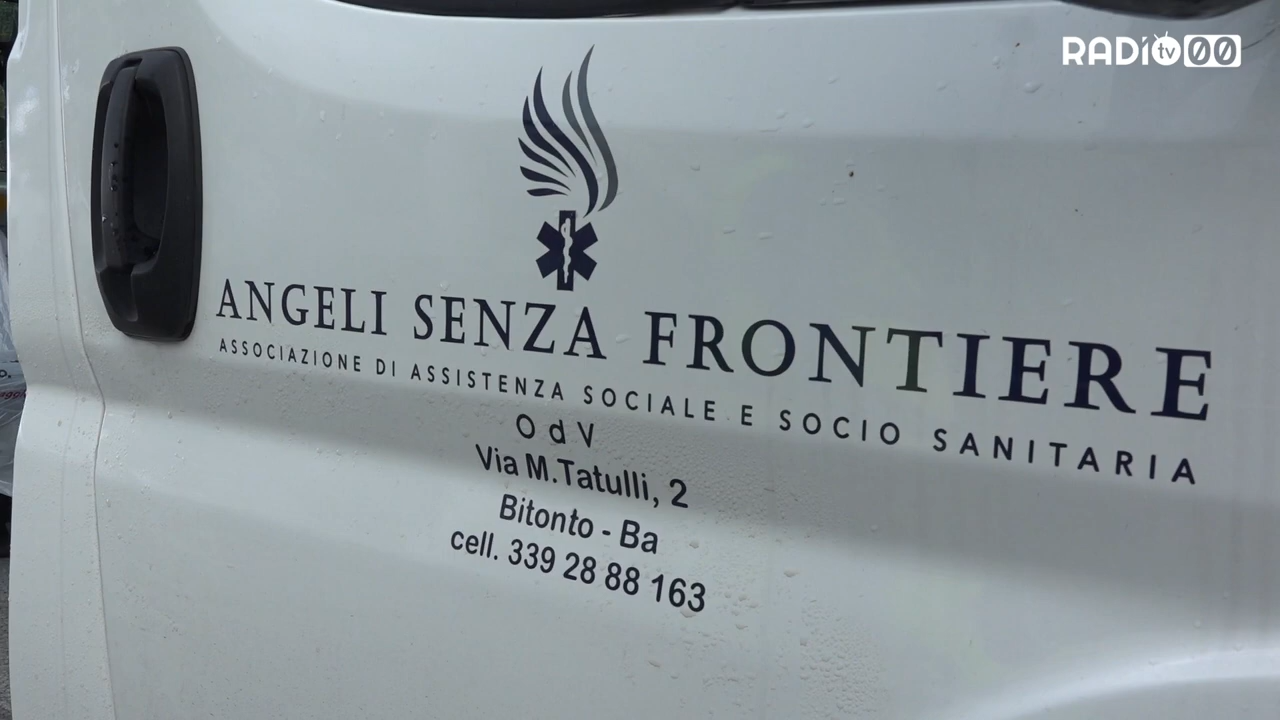 RADIO tv 00
ANGELI SENZA FRONTIERE
ASSOCIAZIONE DI ASSISTENZA SOCIALE E SOCIO SANITARIA
OdV
Via M.Tatulli, 2
Bitonto - Ba
cell. 339 28 88 163